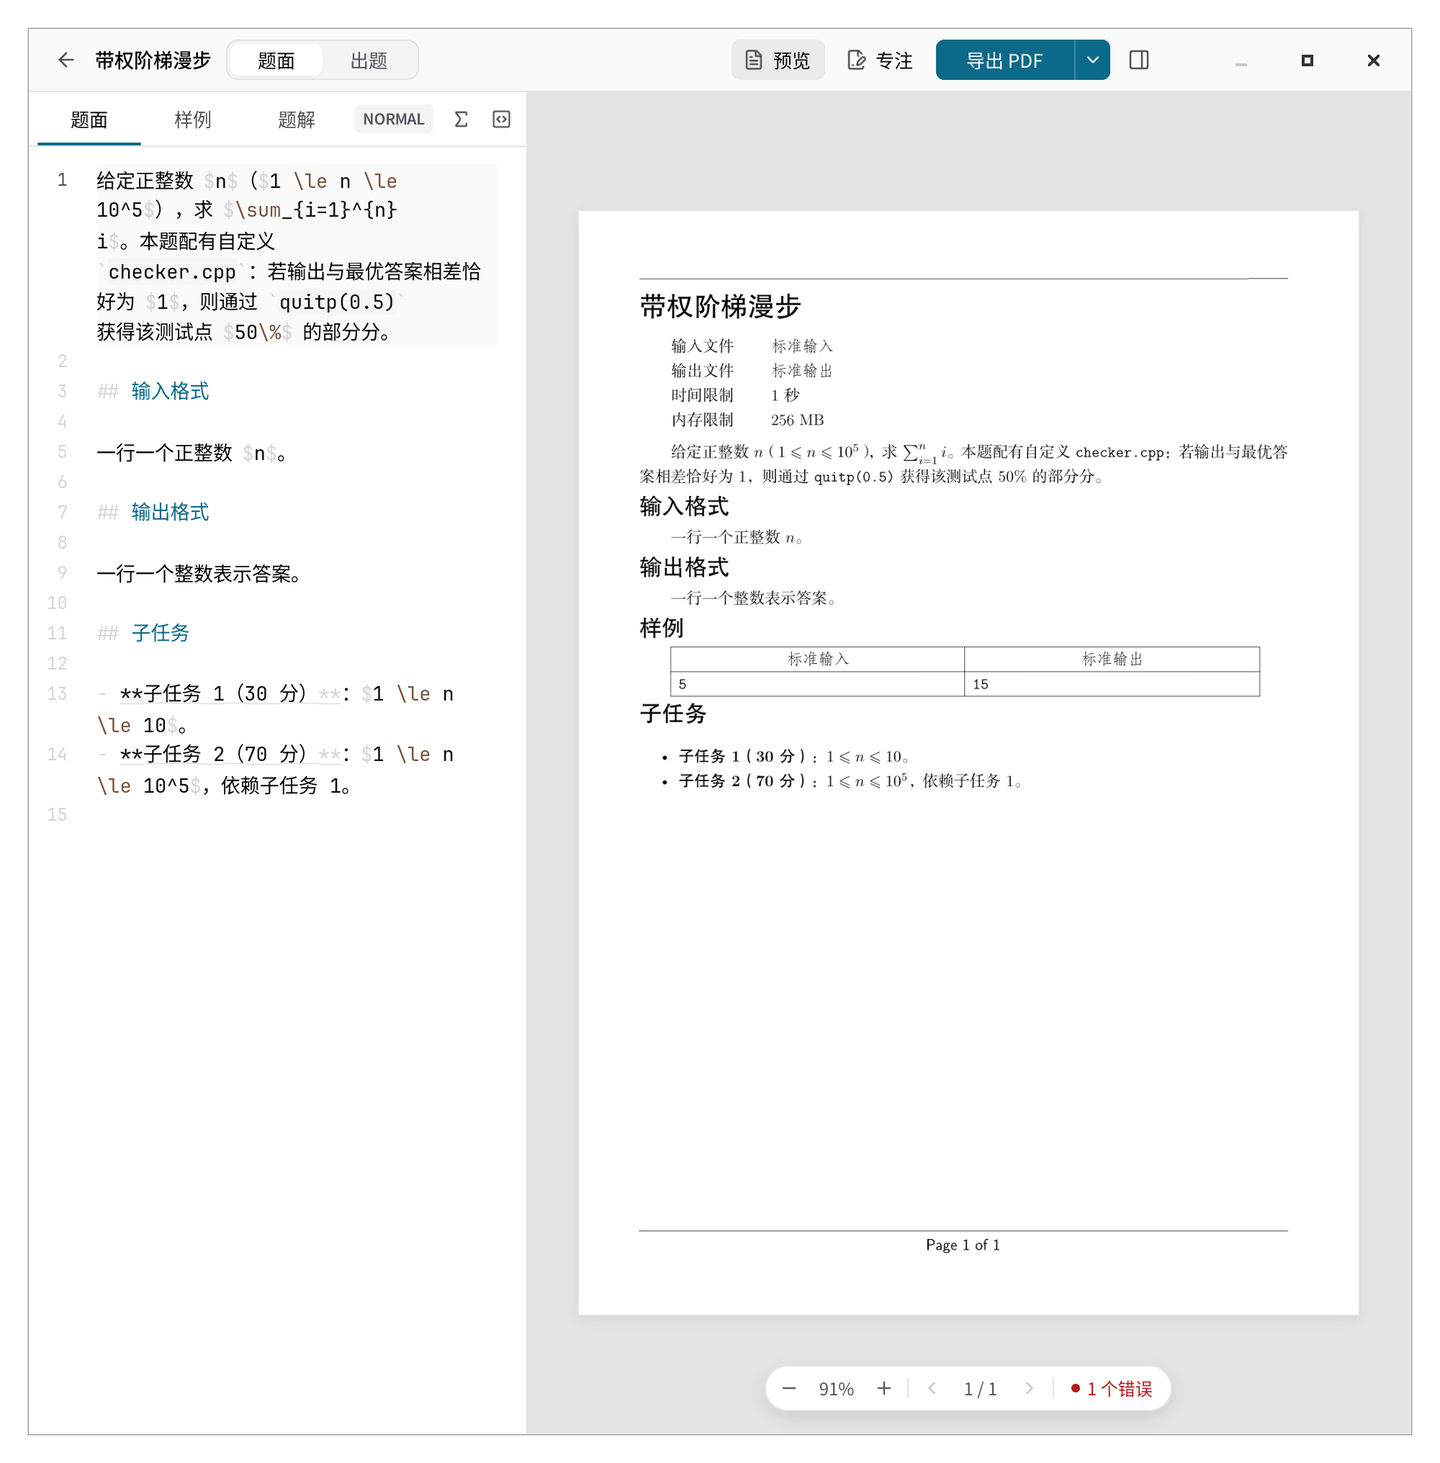 带权阶梯漫步
题面
出题
预览
专注
导出 PDF
题面
样例
题解
NORMAL
1 给定正整数 $n$（$1 \le n \le
10^5$），求 $\sum_{i=1}^{n}
i$。本题配有自定义
`checker.cpp`：若输出与最优答案相差恰
好为 $1$，则通过 `quitp(0.5)`
获得该测试点 $50\%$ 的部分分。
2
3 ## 输入格式
4
5 一行一个正整数 $n$。
6
7 ## 输出格式
8
9 一行一个整数表示答案。
10
11 ## 子任务
12
13 - **子任务 1（30 分）**：$1 \le n
\le 10$。
14 - **子任务 2（70 分）**：$1 \le n
\le 10^5$，依赖子任务 1。
15
带权阶梯漫步
输入文件 标准输入
输出文件 标准输出
时间限制 1 秒
内存限制 256 MB
给定正整数 n（1 ⩽ n ⩽ 10⁵），求 ∑ⁿᵢ₌₁ i。本题配有自定义 checker.cpp：若输出与最优答
案相差恰好为 1，则通过 quitp(0.5) 获得该测试点 50% 的部分分。
输入格式
一行一个正整数 n。
输出格式
一行一个整数表示答案。
样例
标准输入 标准输出
5 15
子任务
• 子任务 1（30 分）：1 ⩽ n ⩽ 10。
• 子任务 2（70 分）：1 ⩽ n ⩽ 10⁵，依赖子任务 1。
Page 1 of 1
91%
1 / 1
1 个错误